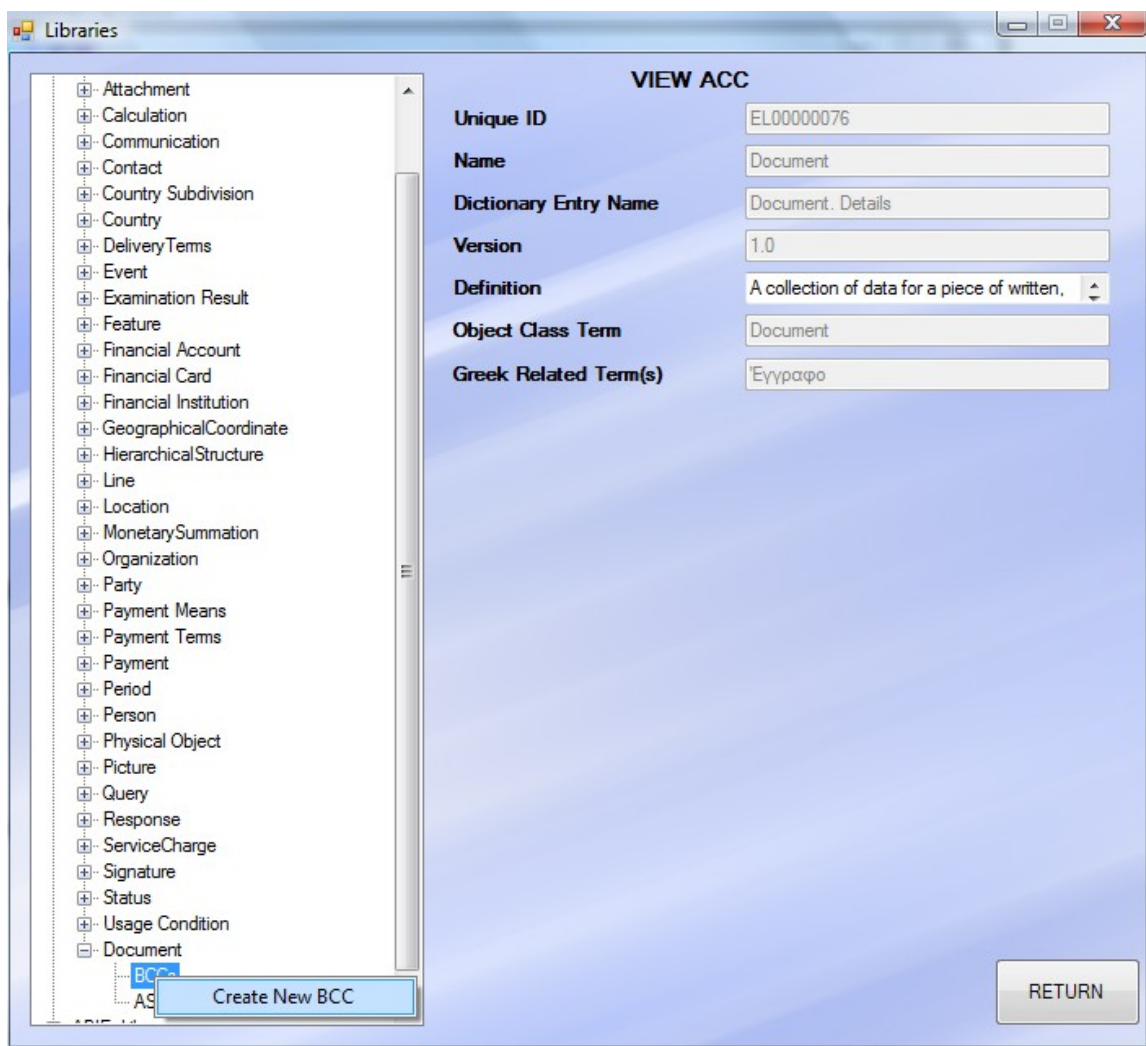 Libraries
Attachment
Calculation
Communication
Contact
Country Subdivision
Country
DeliveryTerms
Event
Examination Result
Feature
Financial Account
Financial Card
Financial Institution
GeographicalCoordinate
HierarchicalStructure
Line
Location
MonetarySummation
Organization
Party
Payment Means
Payment Terms
Payment
Period
Person
Physical Object
Picture
Query
Response
ServiceCharge
Signature
Status
Usage Condition
Document
Create New BCC
VIEW ACC
Unique ID EL00000076
Name Document
Dictionary Entry Name Document. Details
Version 1.0
Definition A collection of data for a piece of written,
Object Class Term Document
Greek Related Term(s) Έγγραφο
RETURN